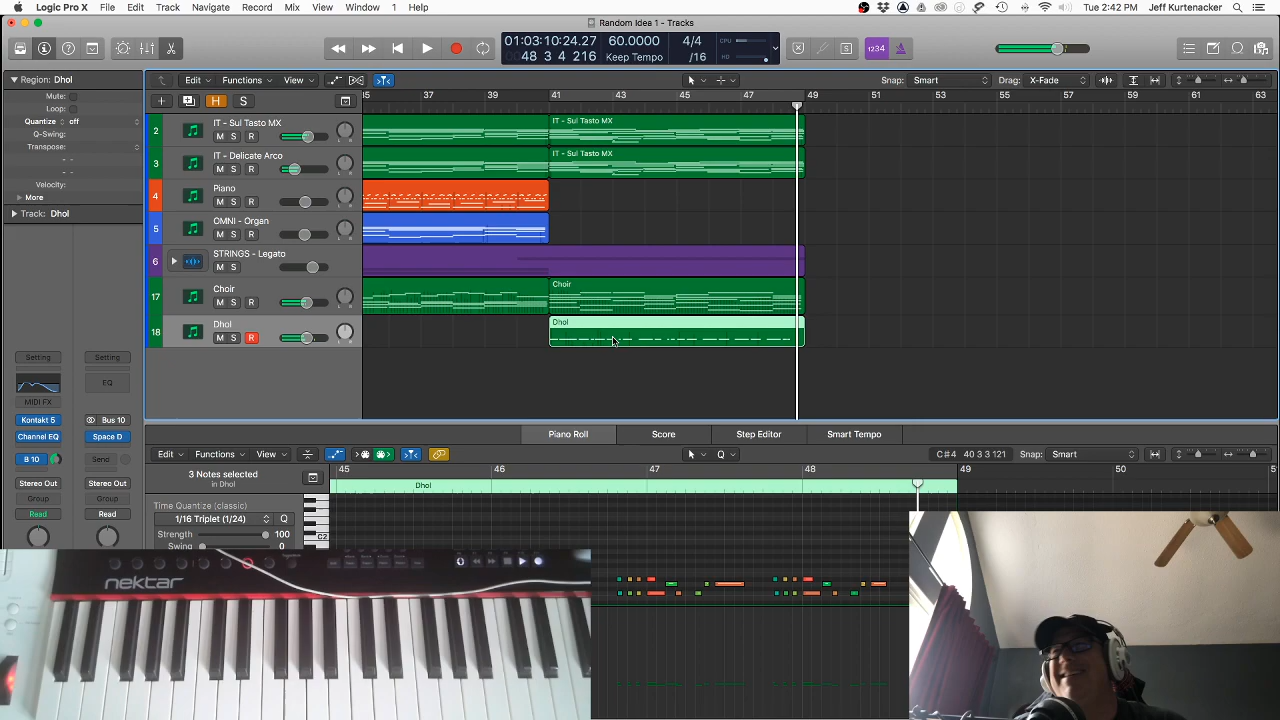 Logic Pro X File Edit Track Navigate Record Mix View Window 1 Help Tue 2:42 PM Jeff Kurtenacker
Random Idea 1 - Tracks
01:03:10:24.27 60.0000 4/4 CPU
48 3 4 216 Keep Tempo /16 HD
1234
Region: Dhol
Mute:
Loop:
Quantize off
Q-Swing:
Transpose:
Velocity:
More
Track: Dhol
Edit Functions View Snap: Smart Drag: X-Fade
H S
35 37 39 41 43 45 47 49 51 53 55 57 59 61 63
2 IT - Sul Tasto MX M S R IT - Sul Tasto MX
3 IT - Delicate Arco M S R IT - Sul Tasto MX
4 Piano M S R
5 OMNI - Organ M S R
6 STRINGS - Legato M S
17 Choir M S R Choir
18 Dhol M S R Dhol
Setting Setting
EQ
MIDI FX
Kontakt 5 Bus 10
Channel EQ Space D
B 10 Send
Stereo Out Stereo Out
Group Group
Read Read
Piano Roll Score Step Editor Smart Tempo
Edit Functions View C#4 40 3 3 121 Snap: Smart
3 Notes selected
in Dhol
45 46 47 48 49 50 5
Dhol
Time Quantize (classic)
1/16 Triplet (1/24) Q
Strength 100
Swing 0
C2
nektar